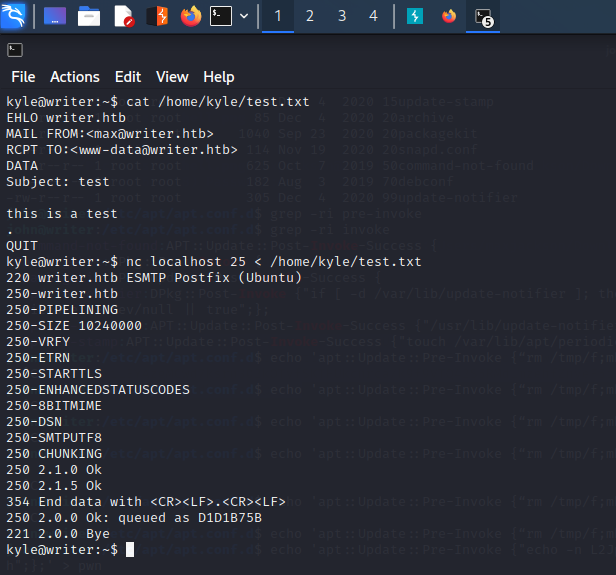 1 2 3 4 5
File Actions Edit View Help
kyle@writer:~$ cat /home/kyle/test.txt
EHLO writer.htb
MAIL FROM:<max@writer.htb>
RCPT TO:<www-data@writer.htb>
DATA
Subject: test
this is a test
.
QUIT
kyle@writer:~$ nc localhost 25 < /home/kyle/test.txt
220 writer.htb ESMTP Postfix (Ubuntu)
250-writer.htb
250-PIPELINING
250-SIZE 10240000
250-VRFY
250-ETRN
250-STARTTLS
250-ENHANCEDSTATUSCODES
250-8BITMIME
250-DSN
250-SMTPUTF8
250 CHUNKING
250 2.1.0 Ok
250 2.1.5 Ok
354 End data with <CR><LF>.<CR><LF>
250 2.0.0 Ok: queued as D1D1B75B
221 2.0.0 Bye
kyle@writer:~$